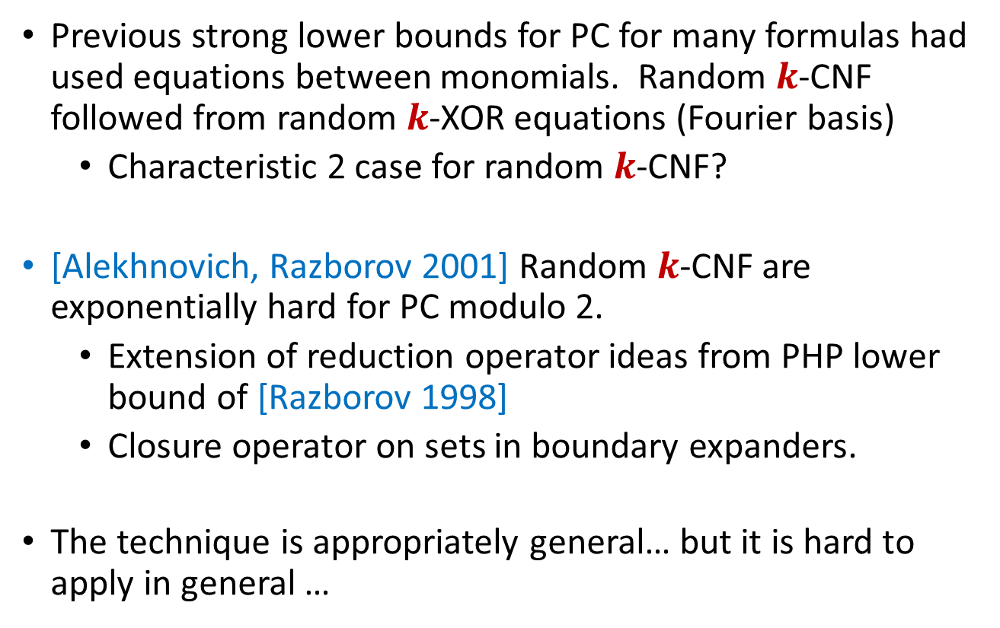 • Previous strong lower bounds for PC for many formulas had
used equations between monomials. Random k-CNF
followed from random k-XOR equations (Fourier basis)
• Characteristic 2 case for random k-CNF?
• [Alekhnovich, Razborov 2001] Random k-CNF are
exponentially hard for PC modulo 2.
• Extension of reduction operator ideas from PHP lower
bound of [Razborov 1998]
• Closure operator on sets in boundary expanders.
• The technique is appropriately general... but it is hard to
apply in general ...